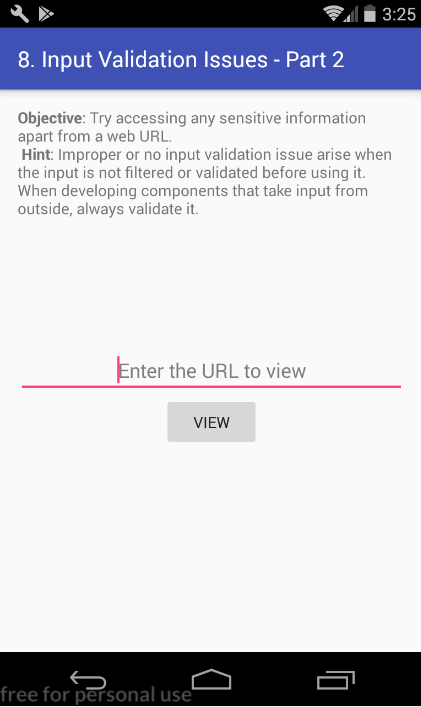 3:25
8. Input Validation Issues - Part 2
Objective: Try accessing any sensitive information
apart from a web URL.
Hint: Improper or no input validation issue arise when
the input is not filtered or validated before using it.
When developing components that take input from
outside, always validate it.
Enter the URL to view
VIEW
free for personal use